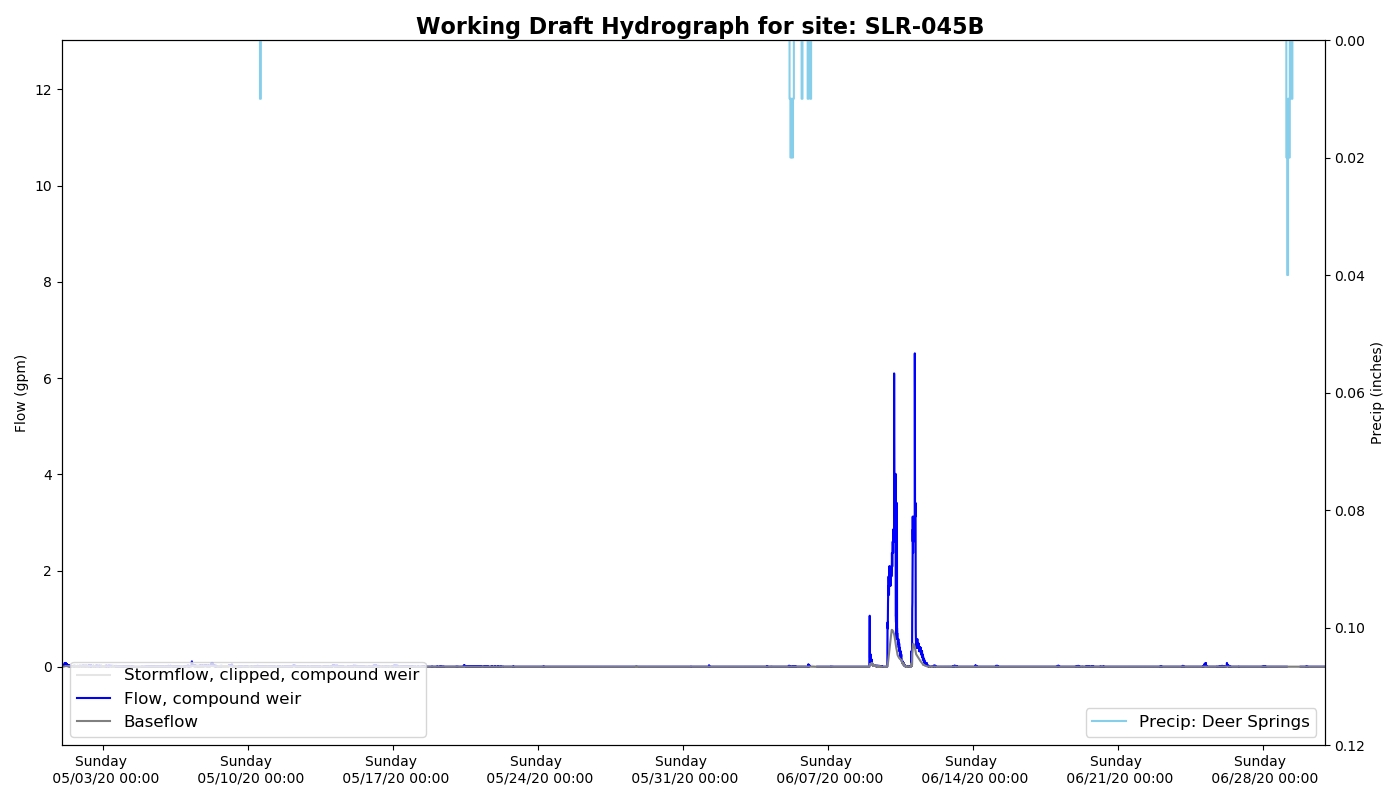 Working Draft Hydrograph for site: SLR-045B
12
10
8
6
4
2
0
Flow (gpm)
0.00
0.02
0.04
0.06
0.08
0.10
0.12
Precip (inches)
Stormflow, clipped, compound weir
Flow, compound weir
Baseflow
Precip: Deer Springs
Sunday
05/03/20 00:00
Sunday
05/10/20 00:00
Sunday
05/17/20 00:00
Sunday
05/24/20 00:00
Sunday
05/31/20 00:00
Sunday
06/07/20 00:00
Sunday
06/14/20 00:00
Sunday
06/21/20 00:00
Sunday
06/28/20 00:00